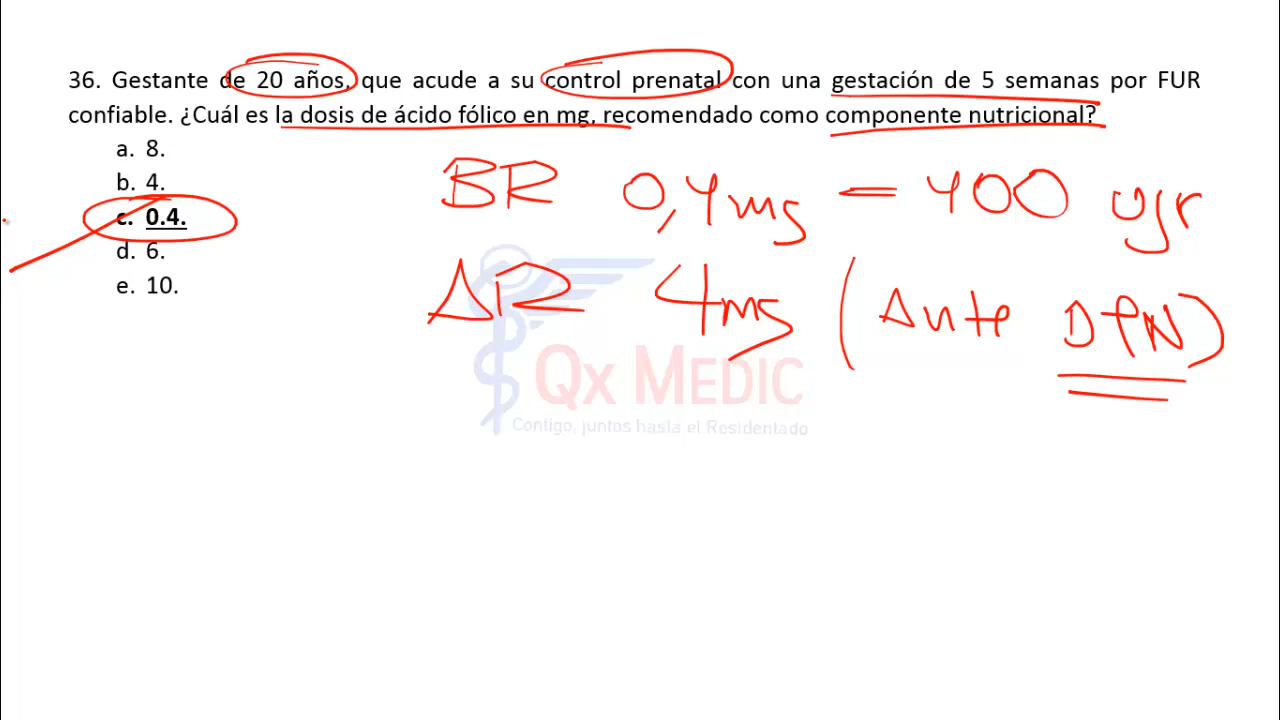 36. Gestante de 20 años, que acude a su control prenatal con una gestación de 5 semanas por FUR
confiable. ¿Cuál es la dosis de ácido fólico en mg, recomendado como componente nutricional?
a. 8.
b. 4.
c. 0.4.
d. 6.
e. 10.
BR 0,4mg = 400 ugr
AR 4mg (Ante DTN)
Qx MEDIC
Contigo, juntos hasta el Residentado